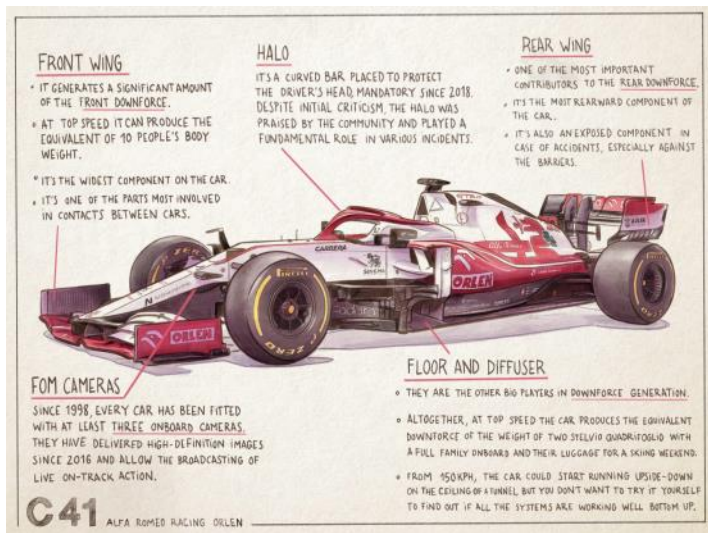 FRONT WING
• IT GENERATES A SIGNIFICANT AMOUNT
OF THE FRONT DOWNFORCE.
• AT TOP SPEED IT CAN PRODUCE THE
EQUIVALENT OF 10 PEOPLE'S BODY
WEIGHT.
• IT'S THE WIDEST COMPONENT ON THE CAR.
• IT'S ONE OF THE PARTS MOST INVOLVED
IN CONTACTS BETWEEN CARS.
HALO
IT'S A CURVED BAR PLACED TO PROTECT
THE DRIVER'S HEAD, MANDATORY SINCE 2018.
DESPITE INITIAL CRITICISM, THE HALO WAS
PRAISED BY THE COMMUNITY AND PLAYED A
FUNDAMENTAL ROLE IN VARIOUS INCIDENTS.
REAR WING
• ONE OF THE MOST IMPORTANT
CONTRIBUTORS TO THE REAR DOWNFORCE.
• IT'S THE MOST REARWARD COMPONENT OF
THE CAR.
• IT'S ALSO AN EXPOSED COMPONENT IN
CASE OF ACCIDENTS, ESPECIALLY AGAINST
THE BARRIERS.
CARRERA
PIRELLI
ORLEN
P ZERO
ORLEN
FOM CAMERAS
SINCE 1998, EVERY CAR HAS BEEN FITTED
WITH AT LEAST THREE ONBOARD CAMERAS.
THEY HAVE DELIVERED HIGH-DEFINITION IMAGES
SINCE 2016 AND ALLOW THE BROADCASTING OF
LIVE ON-TRACK ACTION.
FLOOR AND DIFFUSER
• THEY ARE THE OTHER BIG PLAYERS IN DOWNFORCE GENERATION.
• ALTOGETHER, AT TOP SPEED THE CAR PRODUCES THE EQUIVALENT
DOWNFORCE OF THE WEIGHT OF TWO STELVIO QUADRIFOGLIO WITH
A FULL FAMILY ONBOARD AND THEIR LUGGAGE FOR A SKIING WEEKEND.
• FROM 150KPH, THE CAR COULD START RUNNING UPSIDE-DOWN
ON THE CEILING OF A TUNNEL, BUT YOU DON'T WANT TO TRY IT YOURSELF
TO FIND OUT IF ALL THE SYSTEMS ARE WORKING WELL BOTTOM UP.
C41 ALFA ROMEO RACING ORLEN